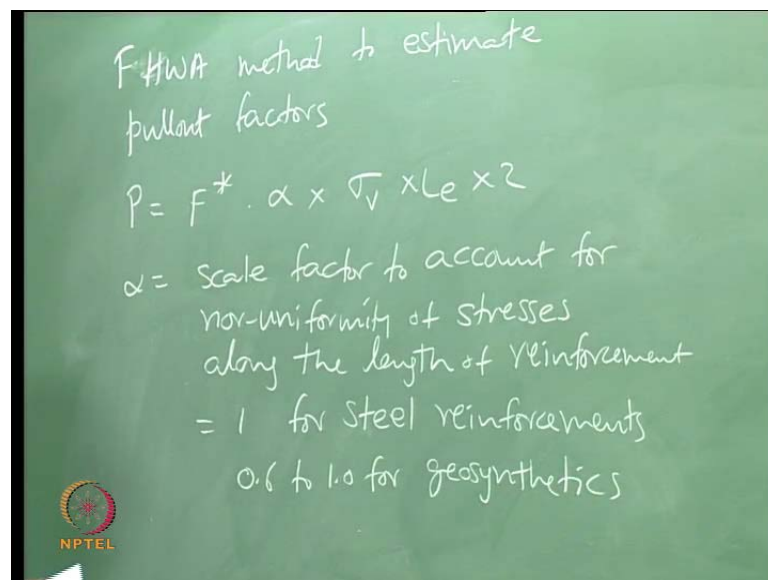 FHWA method to estimate
pullout factors
P = F* . α × σv × Le × 2
α = scale factor to account for
non-uniformity of stresses
along the length of reinforcement
= 1 for steel reinforcements
0.6 to 1.0 for geosynthetics
NPTEL